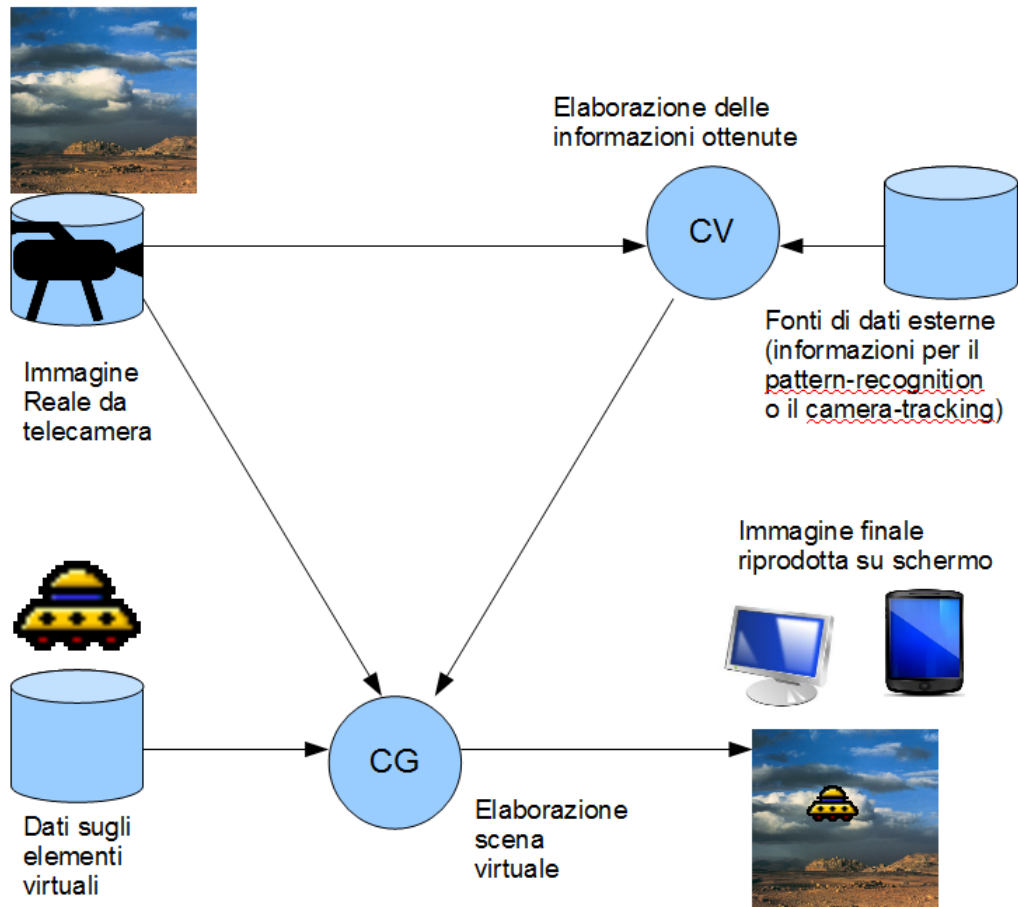 Elaborazione delle
informazioni ottenute
CV
Immagine
Reale da
telecamera
Fonti di dati esterne
(informazioni per il
pattern-recognition
o il camera-tracking)
Immagine finale
riprodotta su schermo
CG
Dati sugli
elementi
virtuali
Elaborazione
scena
virtuale